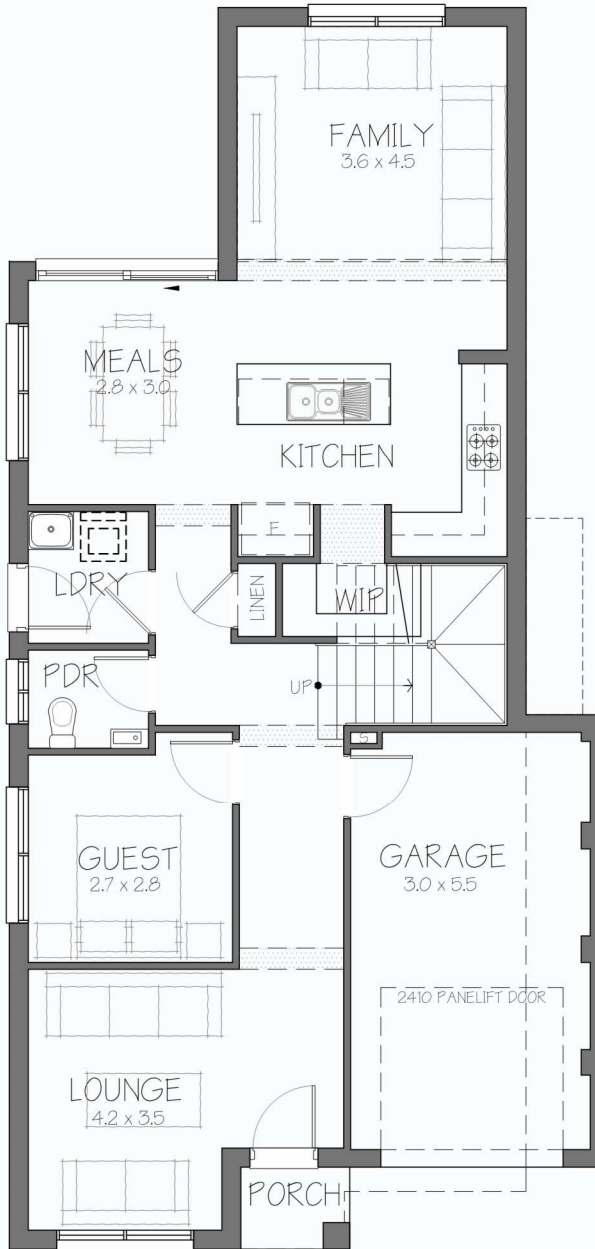 FAMILY
3.6 x 4.5
MEALS
2.8 x 3.0
KITCHEN
F
LDRY
LINEN
WIP
PDR
UP
S
GUEST
2.7 x 2.8
GARAGE
3.0 x 5.5
2410 PANELIFT DOOR
LOUNGE
4.2 x 3.5
PORCH